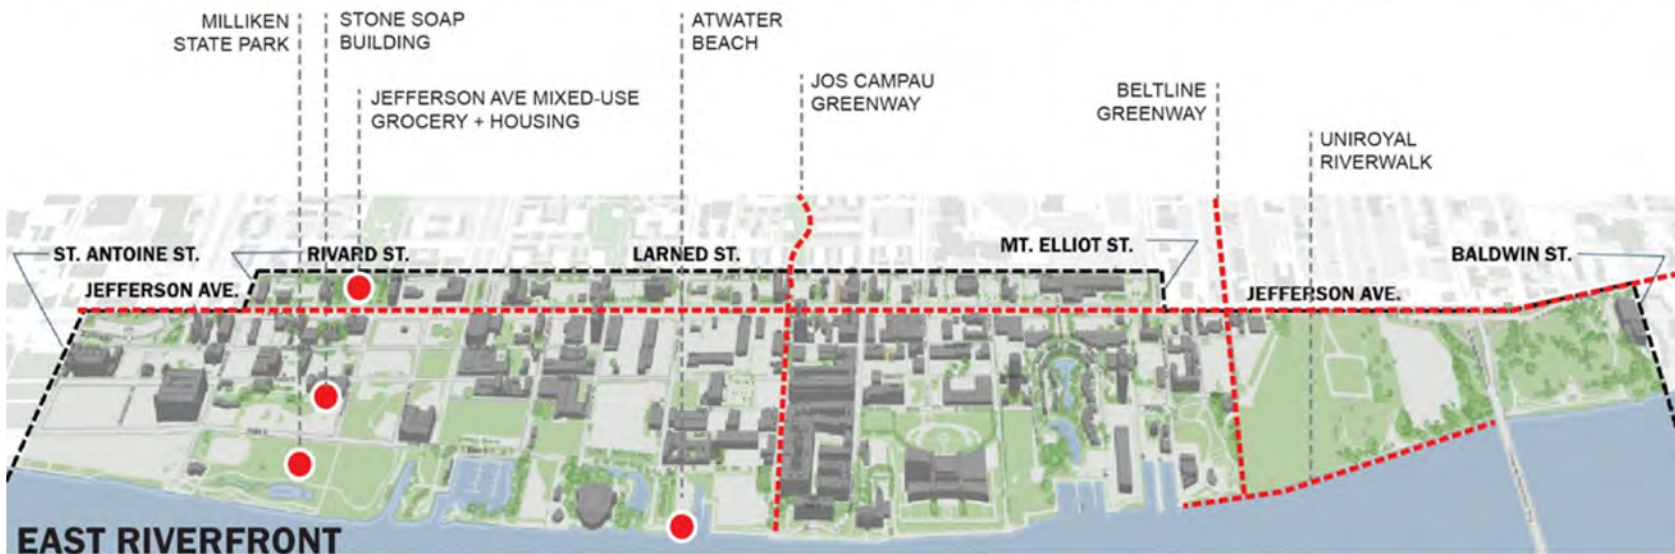 MILLIKEN
STATE PARK
STONE SOAP
BUILDING
JEFFERSON AVE MIXED-USE
GROCERY + HOUSING
ATWATER
BEACH
JOS CAMPAU
GREENWAY
BELTLINE
GREENWAY
UNIROYAL
RIVERWALK
ST. ANTOINE ST.
RIVARD ST.
LARNED ST.
MT. ELLIOT ST.
BALDWIN ST.
JEFFERSON AVE.
JEFFERSON AVE.
EAST RIVERFRONT